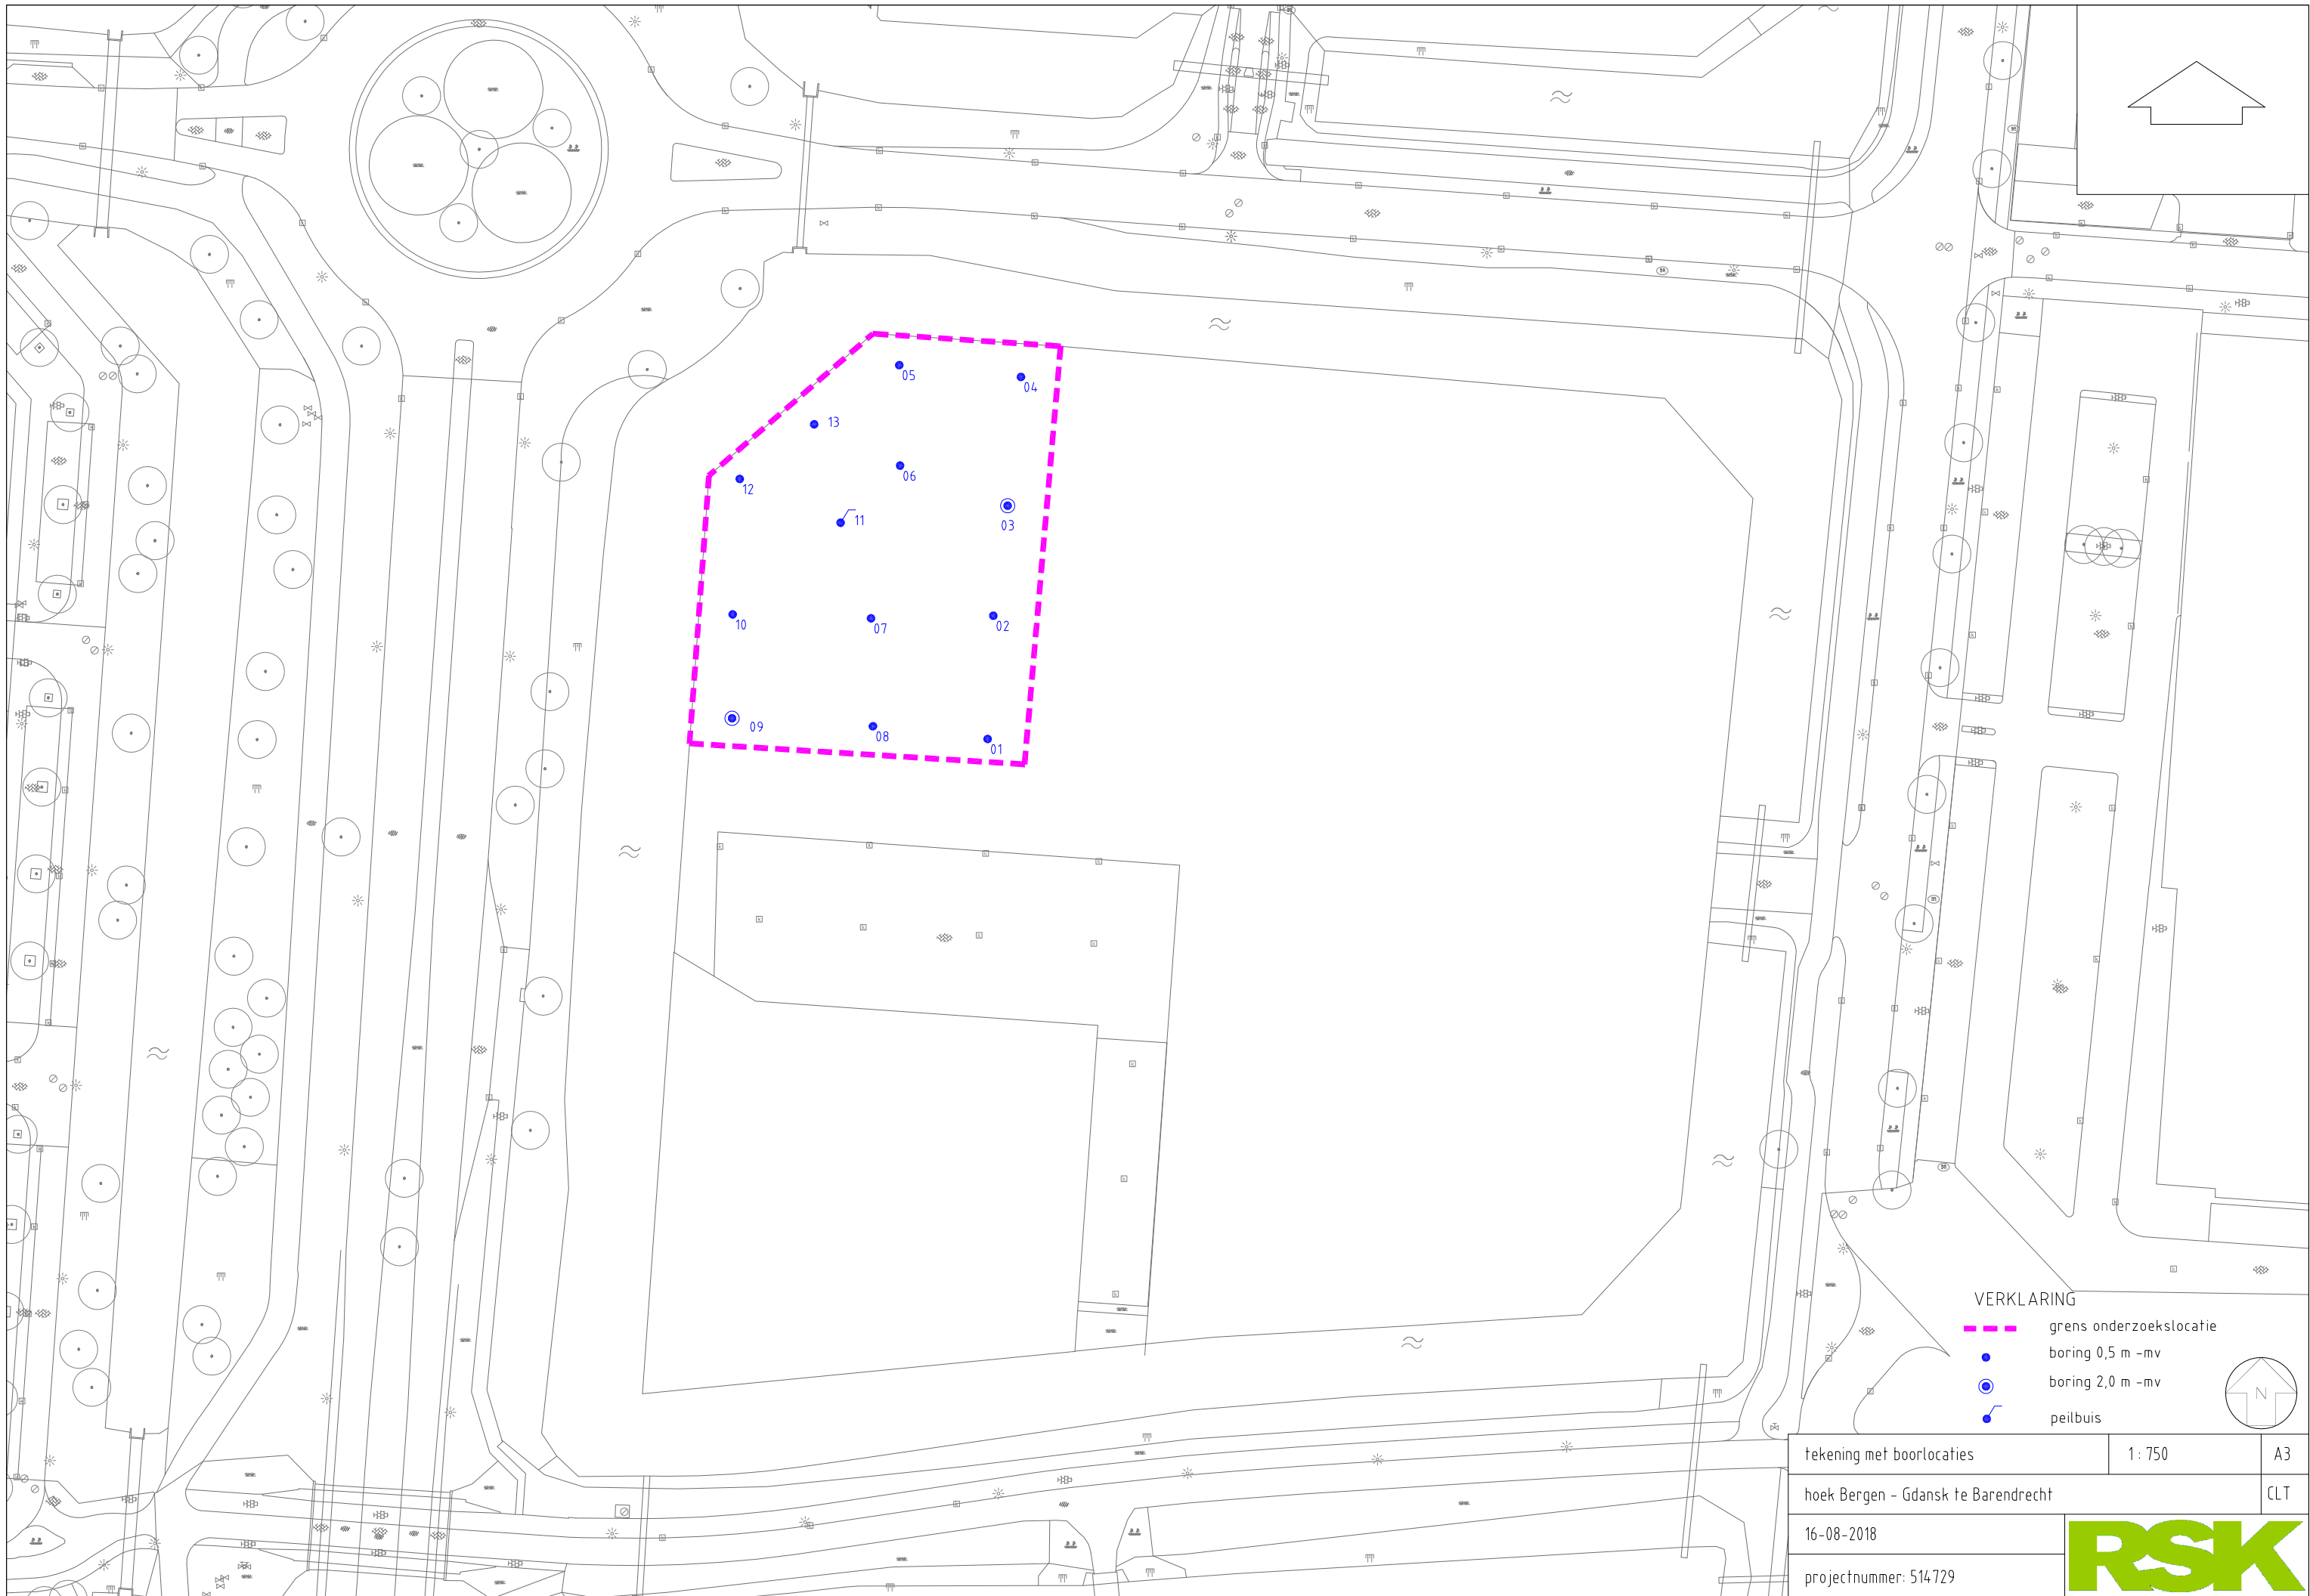 05
04
13
06
12
03
11
10
07
02
09
08
01
VERKLARING
grens onderzoekslocatie
boring 0,5 m -mv
boring 2,0 m -mv
N
peilbuis
tekening met boorlocaties 1 : 750 A3
hoek Bergen - Gdansk te Barendrecht CLT
16-08-2018
projectnummer: 514729
RSK